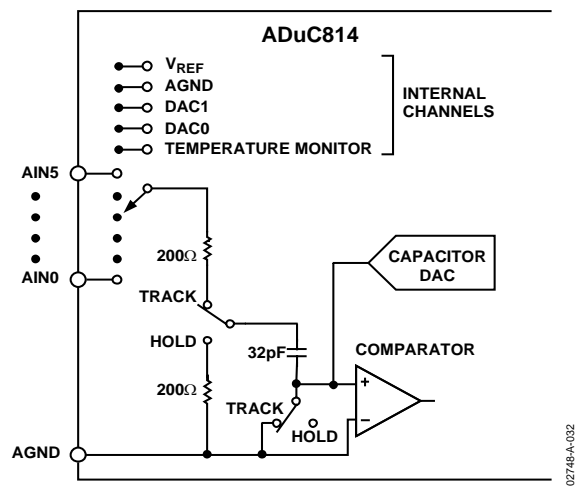 ADuC814
VREF
AGND
DAC1
DAC0
TEMPERATURE MONITOR
INTERNAL
CHANNELS
AIN5
AIN0
200Ω
CAPACITOR
DAC
TRACK
HOLD
32pF
COMPARATOR
200Ω
TRACK
HOLD
+
–
AGND
02748-A-032